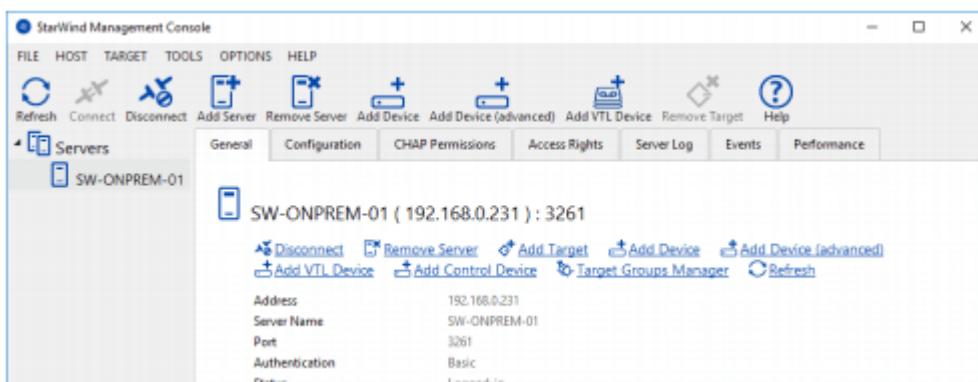 StarWind Management Console
FILE HOST TARGET TOOLS OPTIONS HELP
Refresh Connect Disconnect Add Server Remove Server Add Device Add Device (advanced) Add VTL Device Remove Target Help
Servers
SW-ONPREM-01
General Configuration CHAP Permissions Access Rights Server Log Events Performance
SW-ONPREM-01 ( 192.168.0.231 ) : 3261
Disconnect Remove Server Add Target Add Device Add Device (advanced)
Add VTL Device Add Control Device Target Groups Manager Refresh
Address 192.168.0.231
Server Name SW-ONPREM-01
Port 3261
Authentication Basic
Status Logged-in